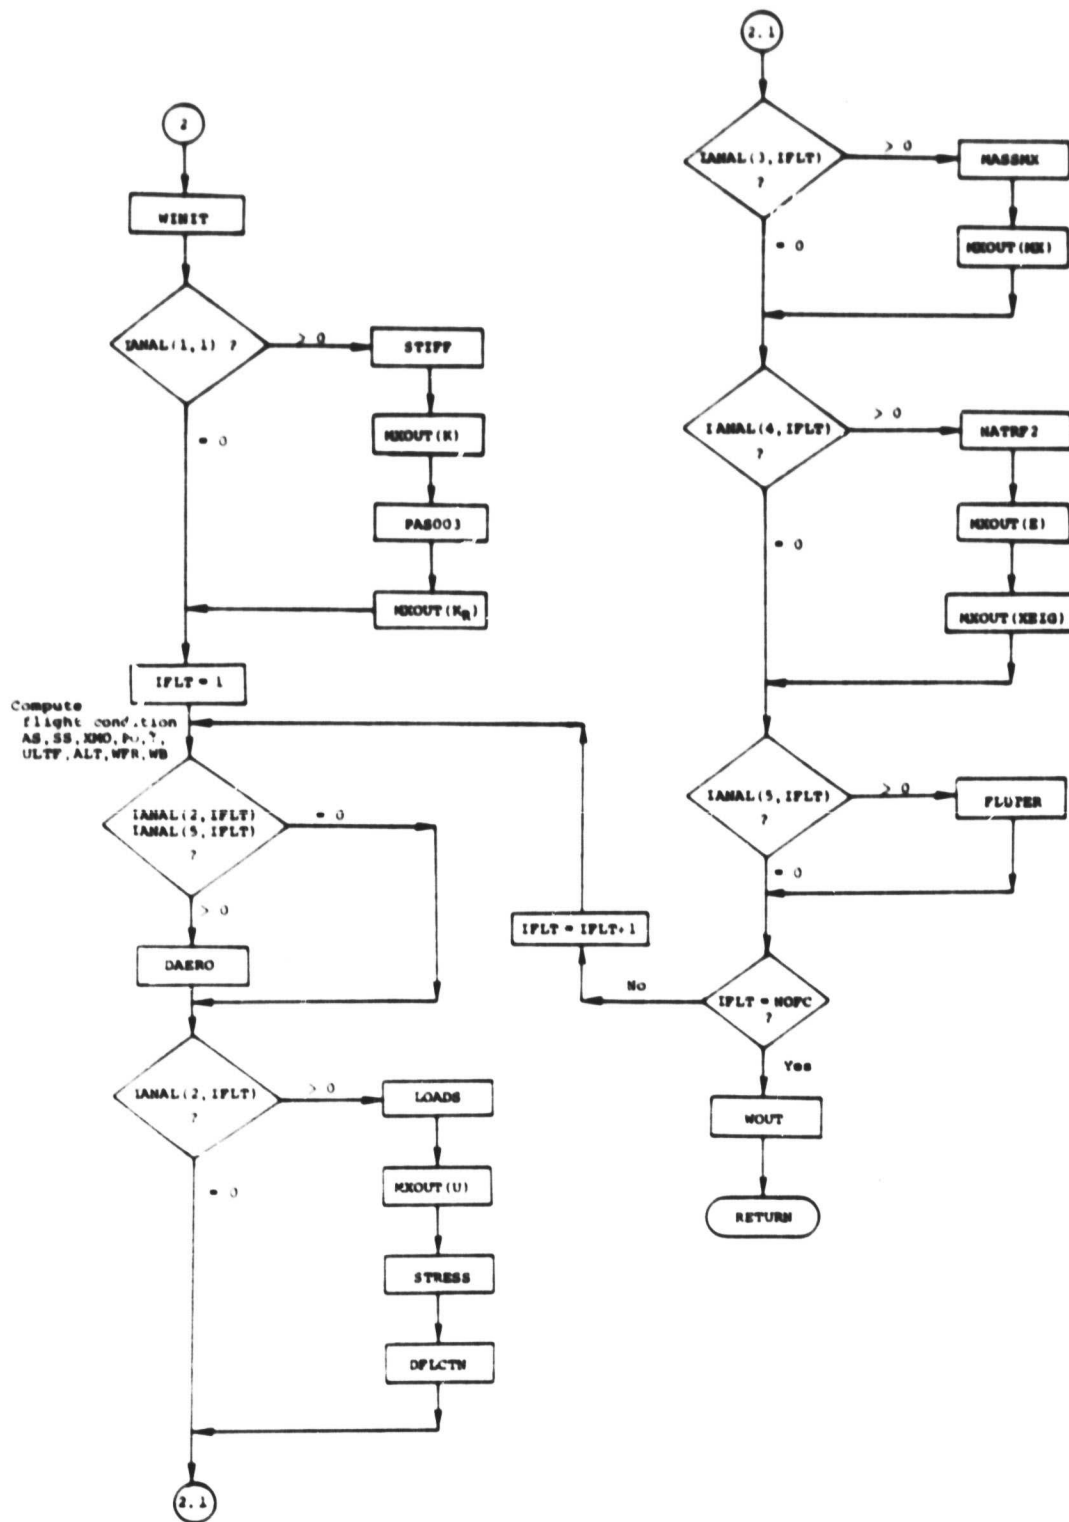 2
WINIT
IANAL(1,1) ?
> 0
= 0
STIFF
MXOUT(K)
PAS003
MXOUT(KR)
IFLT = 1
Compute
flight condition
AS,SS,XMO,
ULTF,ALT,WFR,WB
IANAL(2,IFLT)
IANAL(5,IFLT)
?
= 0
> 0
DAERO
IANAL(2,IFLT)
?
> 0
= 0
LOADS
MXOUT(U)
STRESS
DFLCTN
2.1
2.1
IANAL(3,IFLT)
?
> 0
= 0
MASSMX
MXOUT(MX)
IANAL(4,IFLT)
?
> 0
= 0
NATRF2
MXOUT(E)
MXOUT(XEIG)
IANAL(5,IFLT)
?
> 0
= 0
FLUPER
IFLT = IFLT+1
No
IFLT = NOFC
?
Yes
WOUT
RETURN